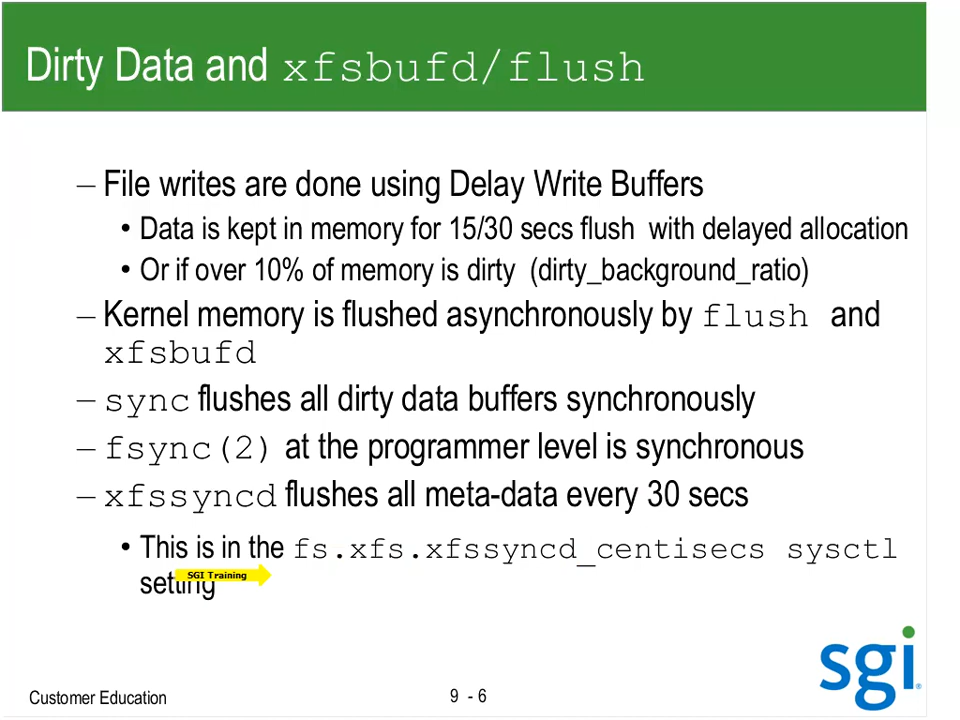 Dirty Data and xfsbufd/flush
– File writes are done using Delay Write Buffers
• Data is kept in memory for 15/30 secs flush with delayed allocation
• Or if over 10% of memory is dirty (dirty_background_ratio)
– Kernel memory is flushed asynchronously by flush and
xfsbufd
– sync flushes all dirty data buffers synchronously
– fsync(2) at the programmer level is synchronous
– xfssyncd flushes all meta-data every 30 secs
• This is in the fs.xfs.xfssyncd_centisecs sysctl
SGI Training
setting
sgi®
Customer Education
9 - 6